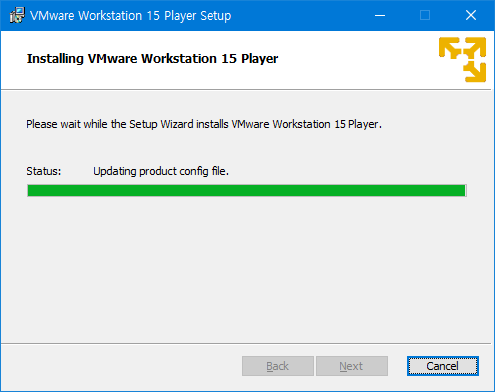 VMware Workstation 15 Player Setup
Installing VMware Workstation 15 Player
Please wait while the Setup Wizard installs VMware Workstation 15 Player.
Status: Updating product config file.
Back Next Cancel